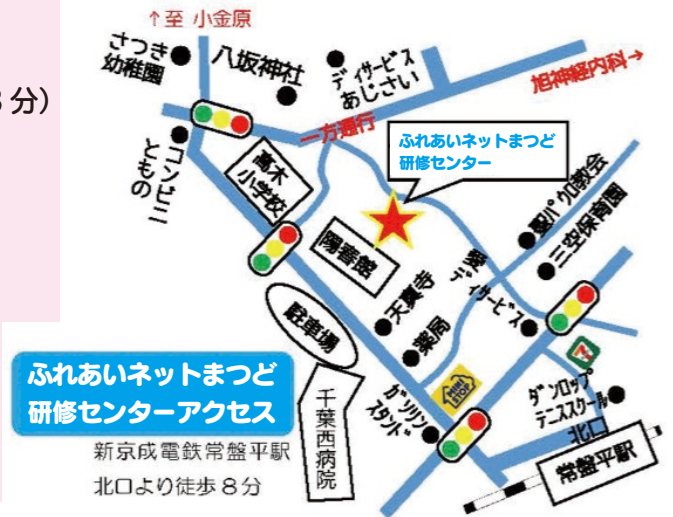 ↑至 小金原
さつき
幼稚園
八坂神社
ディサービス
あじさい
旭神経内科→
分）
一方通行
ふれあいネットまつど
研修センター
コンビニ
ともの
高木
小学校
陽春館
聖パウロ教会
三空保育園
愛
ディサービス
天真寺
薬局
駐車場
MINI
STOP
7
ガソリン
スタンド
ダンロップ
テニススクール
北口
常盤平駅
千葉西病院
ふれあいネットまつど
研修センターアクセス
新京成電鉄常盤平駅
北口より徒歩８分